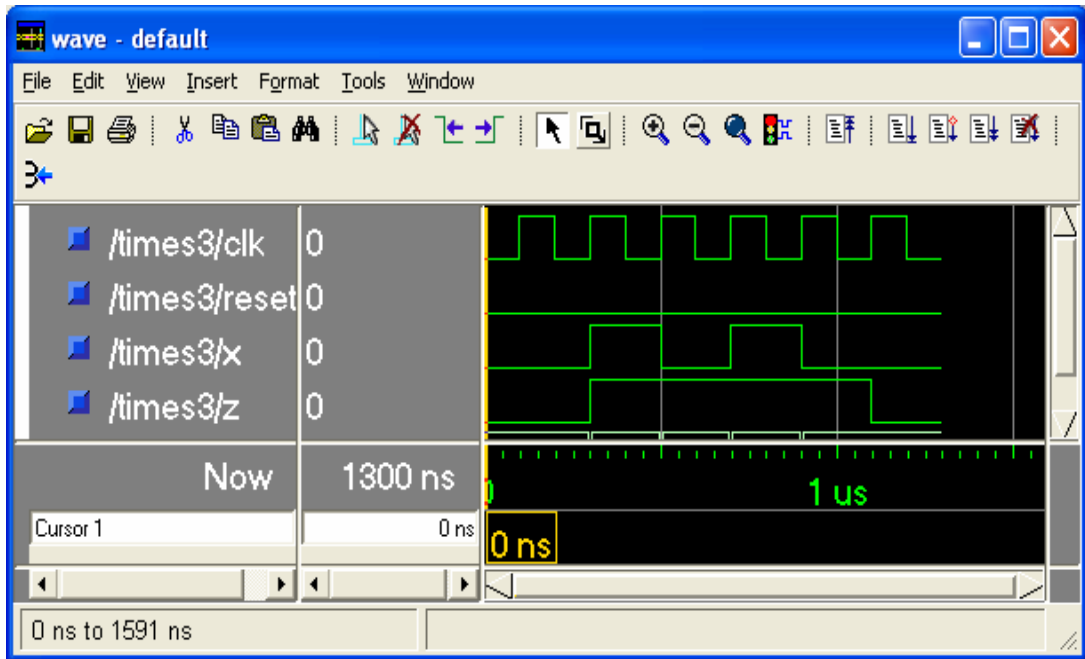 wave - default
File Edit View Insert Format Tools Window
/times3/clk 0
/times3/reset 0
/times3/x 0
/times3/z 0
Now 1300 ns 0 1 us
Cursor 1 0 ns 0 ns
0 ns to 1591 ns